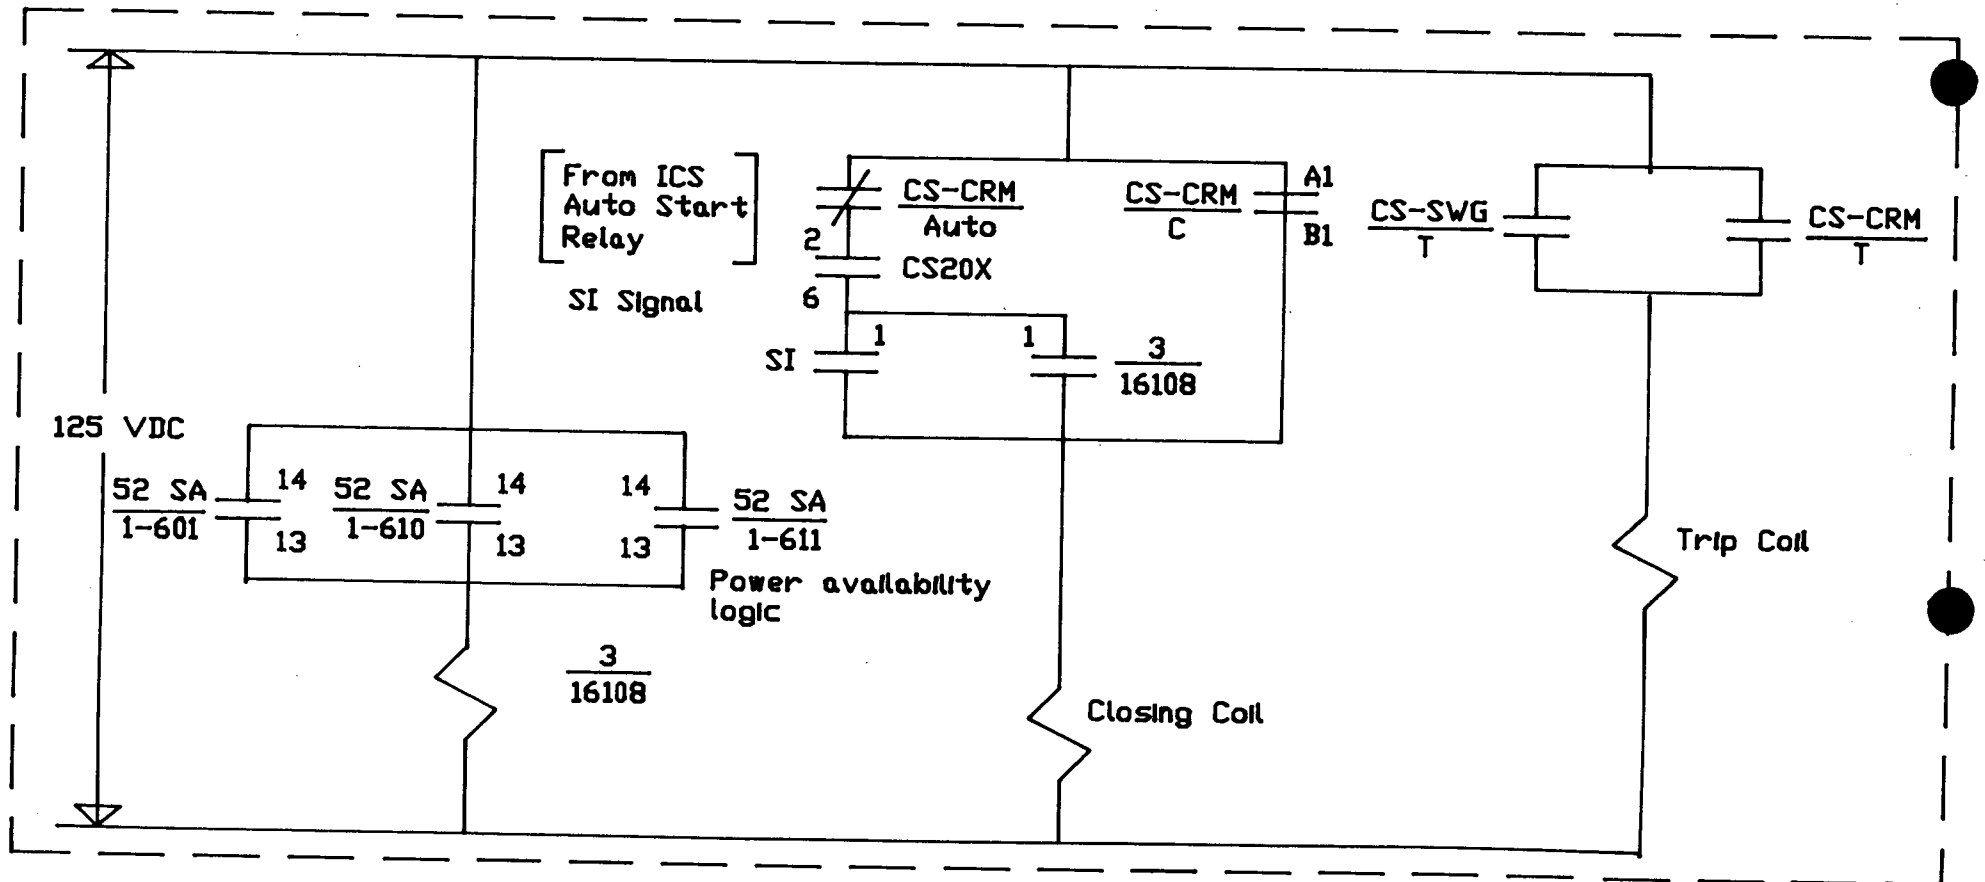 From ICS
Auto Start
Relay
SI Signal
CS-CRM
Auto
2
CS20X
6
CS-CRM
C
A1
B1
CS-SWG
T
CS-CRM
T
SI
1
1
3
16108
125 VDC
52 SA
1-601
14
13
52 SA
1-610
14
13
14
13
52 SA
1-611
Power availability
logic
3
16108
Closing Coil
Trip Coil